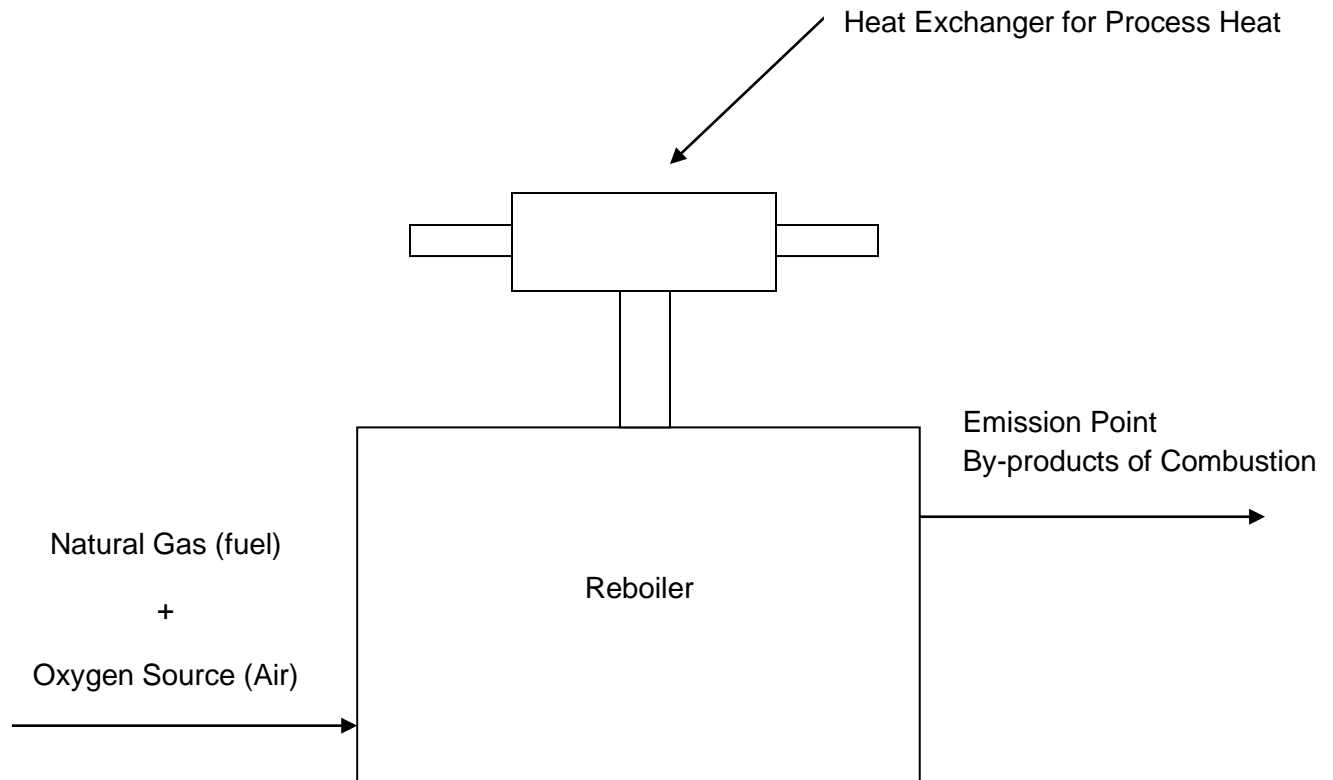 Heat Exchanger for Process Heat
Emission Point
By-products of Combustion
Natural Gas (fuel)
+
Oxygen Source (Air)
Reboiler